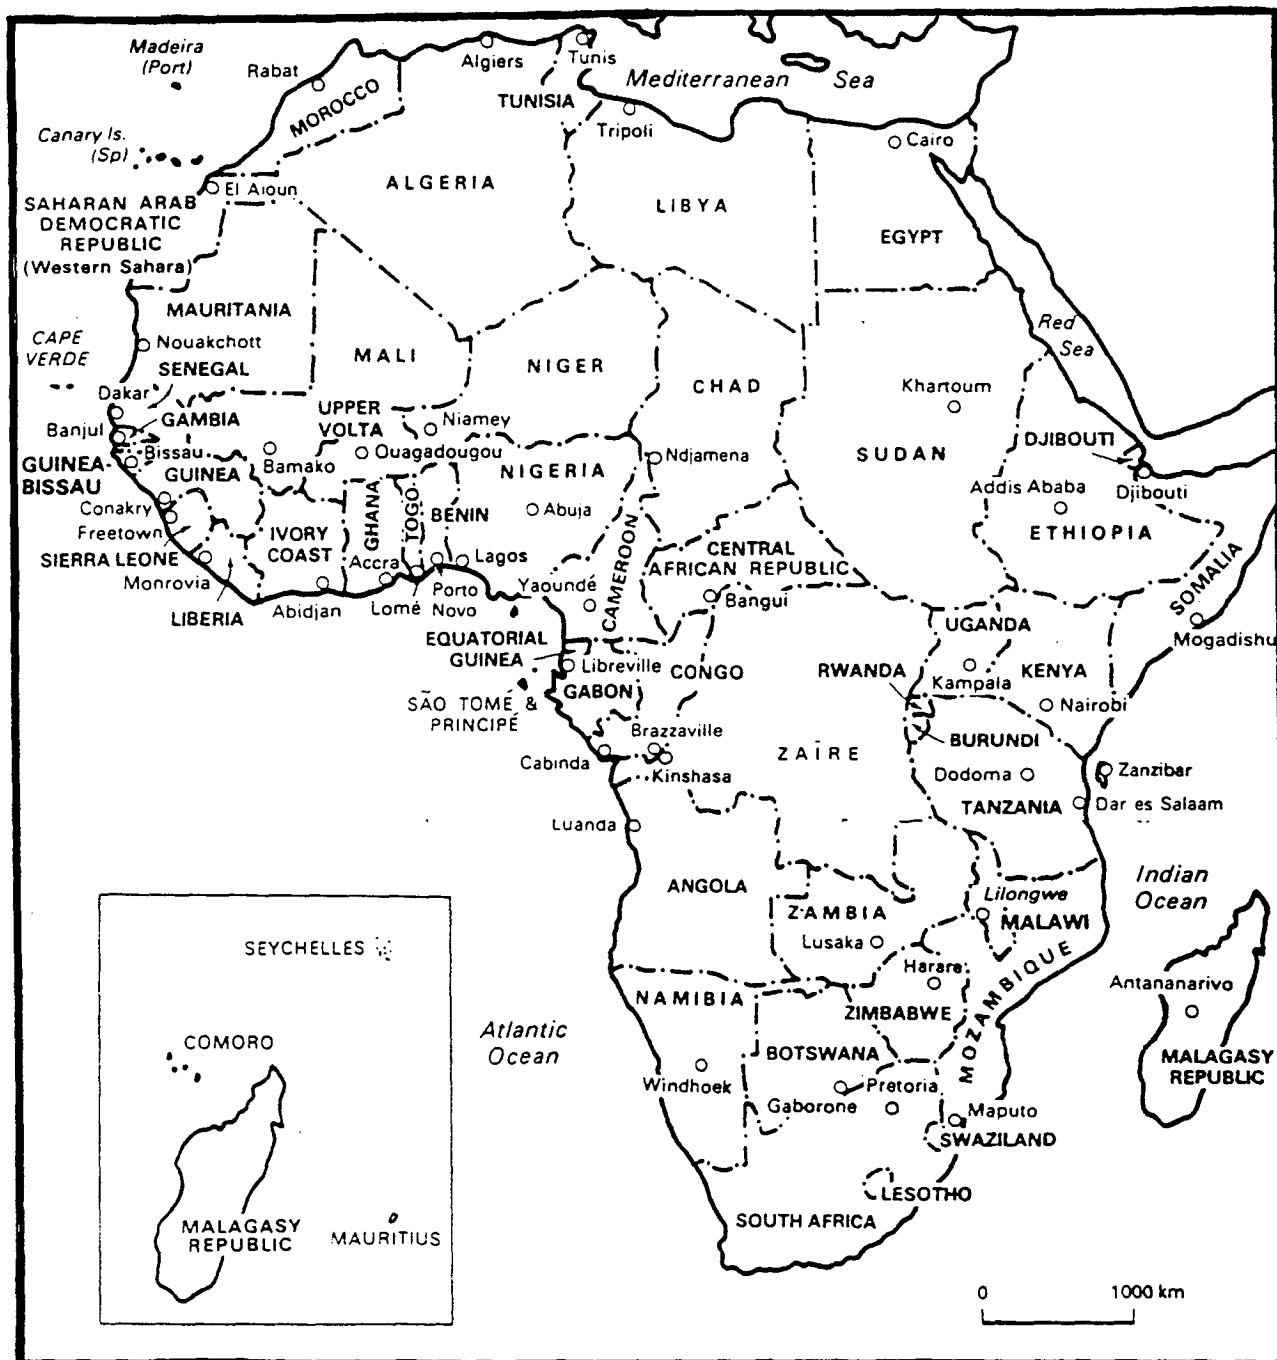 Madeira
(Port)
Rabat
Algiers
Tunis
Mediterranean Sea
MOROCCO
TUNISIA
Tripoli
Canary Is.
(Sp)
Cairo
El Aioun
ALGERIA
LIBYA
EGYPT
SAHARAN ARAB
DEMOCRATIC
REPUBLIC
(Western Sahara)
MAURITANIA
Nouakchott
CAPE
VERDE
Red
Sea
SENEGAL
MALI
NIGER
CHAD
Khartoum
Dakar
GAMBIA
UPPER
VOLTA
Niamey
Banjul
Bissau
Bamako
Ouagadougou
NIGERIA
Ndjamena
SUDAN
DJIBOUTI
Djibouti
GUINEA-
BISSAU
GUINEA
Addis Ababa
ETHIOPIA
Conakry
Freetown
SIERRA LEONE
Monrovia
LIBERIA
IVORY
COAST
GHANA
TOGO
BENIN
Abuja
CAMEROON
CENTRAL
AFRICAN REPUBLIC
SOMALIA
Accra
Lagos
Abidjan
Lomé
Porto
Novo
Yaoundé
Bangui
UGANDA
Mogadishu
EQUATORIAL
GUINEA
Libreville
CONGO
RWANDA
Kampala
KENYA
GABON
Nairobi
SÃO TOMÉ &
PRINCIPÉ
Brazzaville
ZAÏRE
BURUNDI
Cabinda
Kinshasa
Dodoma
Zanzibar
TANZANIA
Dar es Salaam
Luanda
ANGOLA
ZAMBIA
Lusaka
Lilongwe
MALAWI
Indian
Ocean
Harare
MOZAMBIQUE
Antananarivo
NAMIBIA
ZIMBABWE
Atlantic
Ocean
BOTSWANA
Windhoek
Gaborone
Pretoria
MALAGASY
REPUBLIC
Maputo
SWAZILAND
LESOTHO
SOUTH AFRICA
SEYCHELLES
COMORO
MALAGASY
REPUBLIC
MAURITIUS
0 1000 km